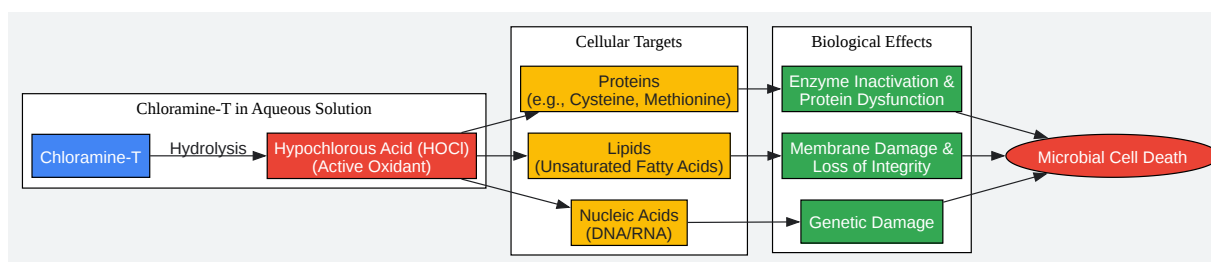 Chloramine-T in Aqueous Solution
Chloramine-T
Hydrolysis
Hypochlorous Acid (HOCl)
(Active Oxidant)
Cellular Targets
Proteins
(e.g., Cysteine, Methionine)
Lipids
(Unsaturated Fatty Acids)
Nucleic Acids
(DNA/RNA)
Biological Effects
Enzyme Inactivation &
Protein Dysfunction
Membrane Damage &
Loss of Integrity
Genetic Damage
Microbial Cell Death